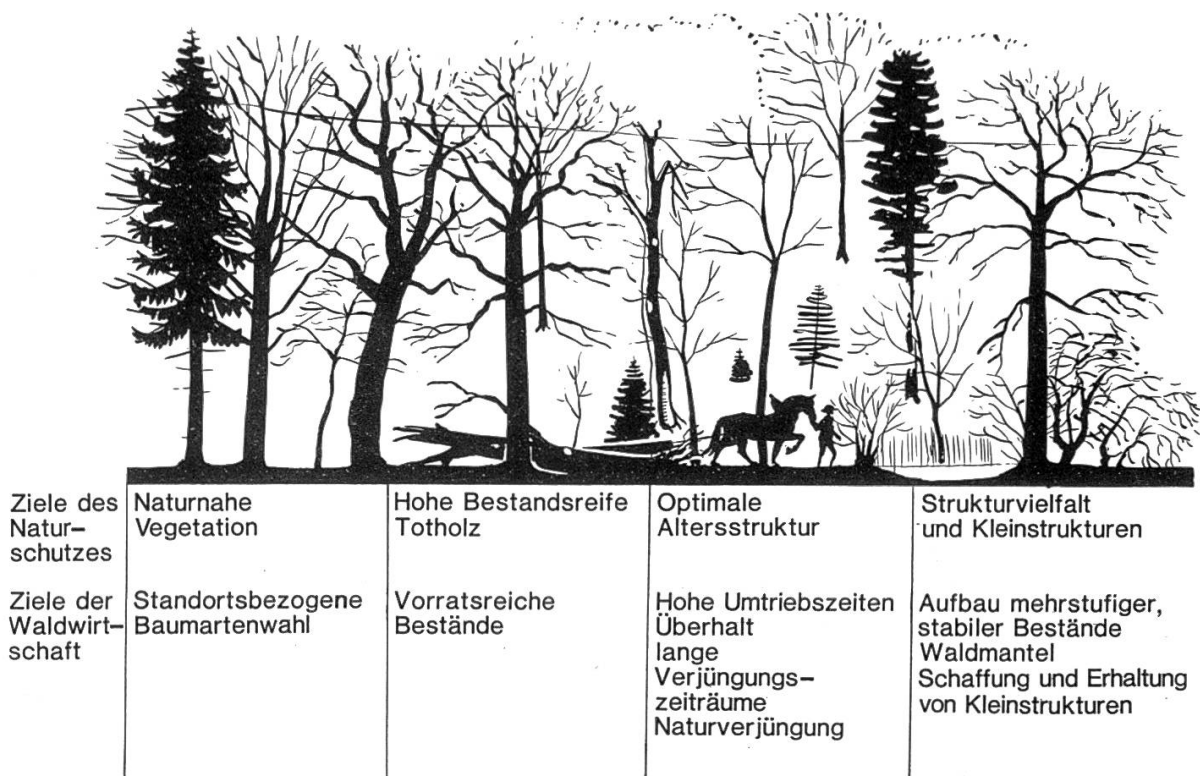 Ziele des
Natur-
schutzes
Naturnahe
Vegetation
Hohe Bestandsreife
Totholz
Optimale
Altersstruktur
Strukturvielfalt
und Kleinstrukturen
Ziele der
Waldwirt-
schaft
Standortsbezogene
Baumartenwahl
Vorratsreiche
Bestände
Hohe Umtriebszeiten
Überhalt
lange
Verjüngungs-
zeiträume
Naturverjüngung
Aufbau mehrstufiger,
stabiler Bestände
Waldmantel
Schaffung und Erhaltung
von Kleinstrukturen